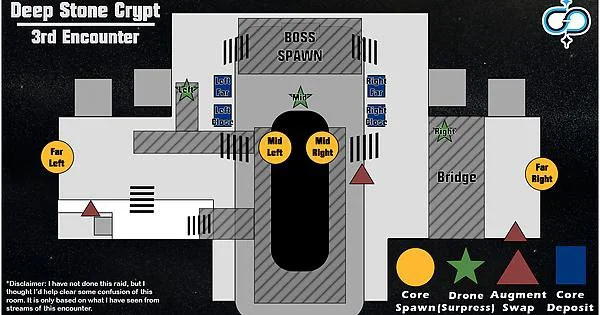 Deep Stone Crypt
3rd Encounter
BOSS
SPAWN
Left
Far
Right
Far
Left
Mid
Left
Close
Right
Close
Right
Mid
Left
Mid
Right
Far
Left
Far
Right
Bridge
*Disclaimer: I have not done this raid, but I
thought I'd help clear some confusion of this
room. It is only based on what I have seen from
streams of this encounter.
Core
Spawn
Drone
(Surpress)
Augment
Swap
Core
Deposit